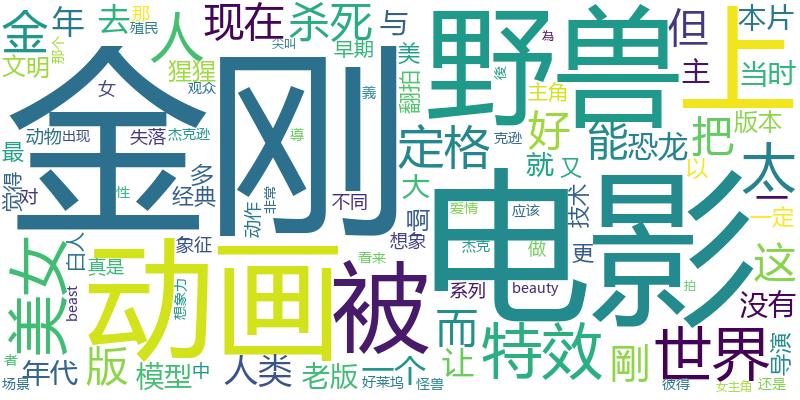 金刚
野兽
电影
动画
上
被
世界
特效
美女
人
金
年
去
现在
杀死
与
但
主
本片
当时
版本
主角
好
能
恐龙
把
太
一
一定
这
没有
导演
定格
就
又
多
以
技术
更
做
应该
爱情
杰克
系列
beauty
而
让
一个
剛
彼得
女主角
还是
拍
老版
好莱坞
怪兽
人类
中
模型
版
年代
场景
者
beast
白人
真是
象征
想象力
看来
想象
啊
大
不同
非常
动作
经典
杰克逊
失落
出现
动物
觉得
对
最
性
導
義
女
观众
猩猩
文明
那
那个
殖民
尖叫
早期
美
翻拍
克逊
後
為